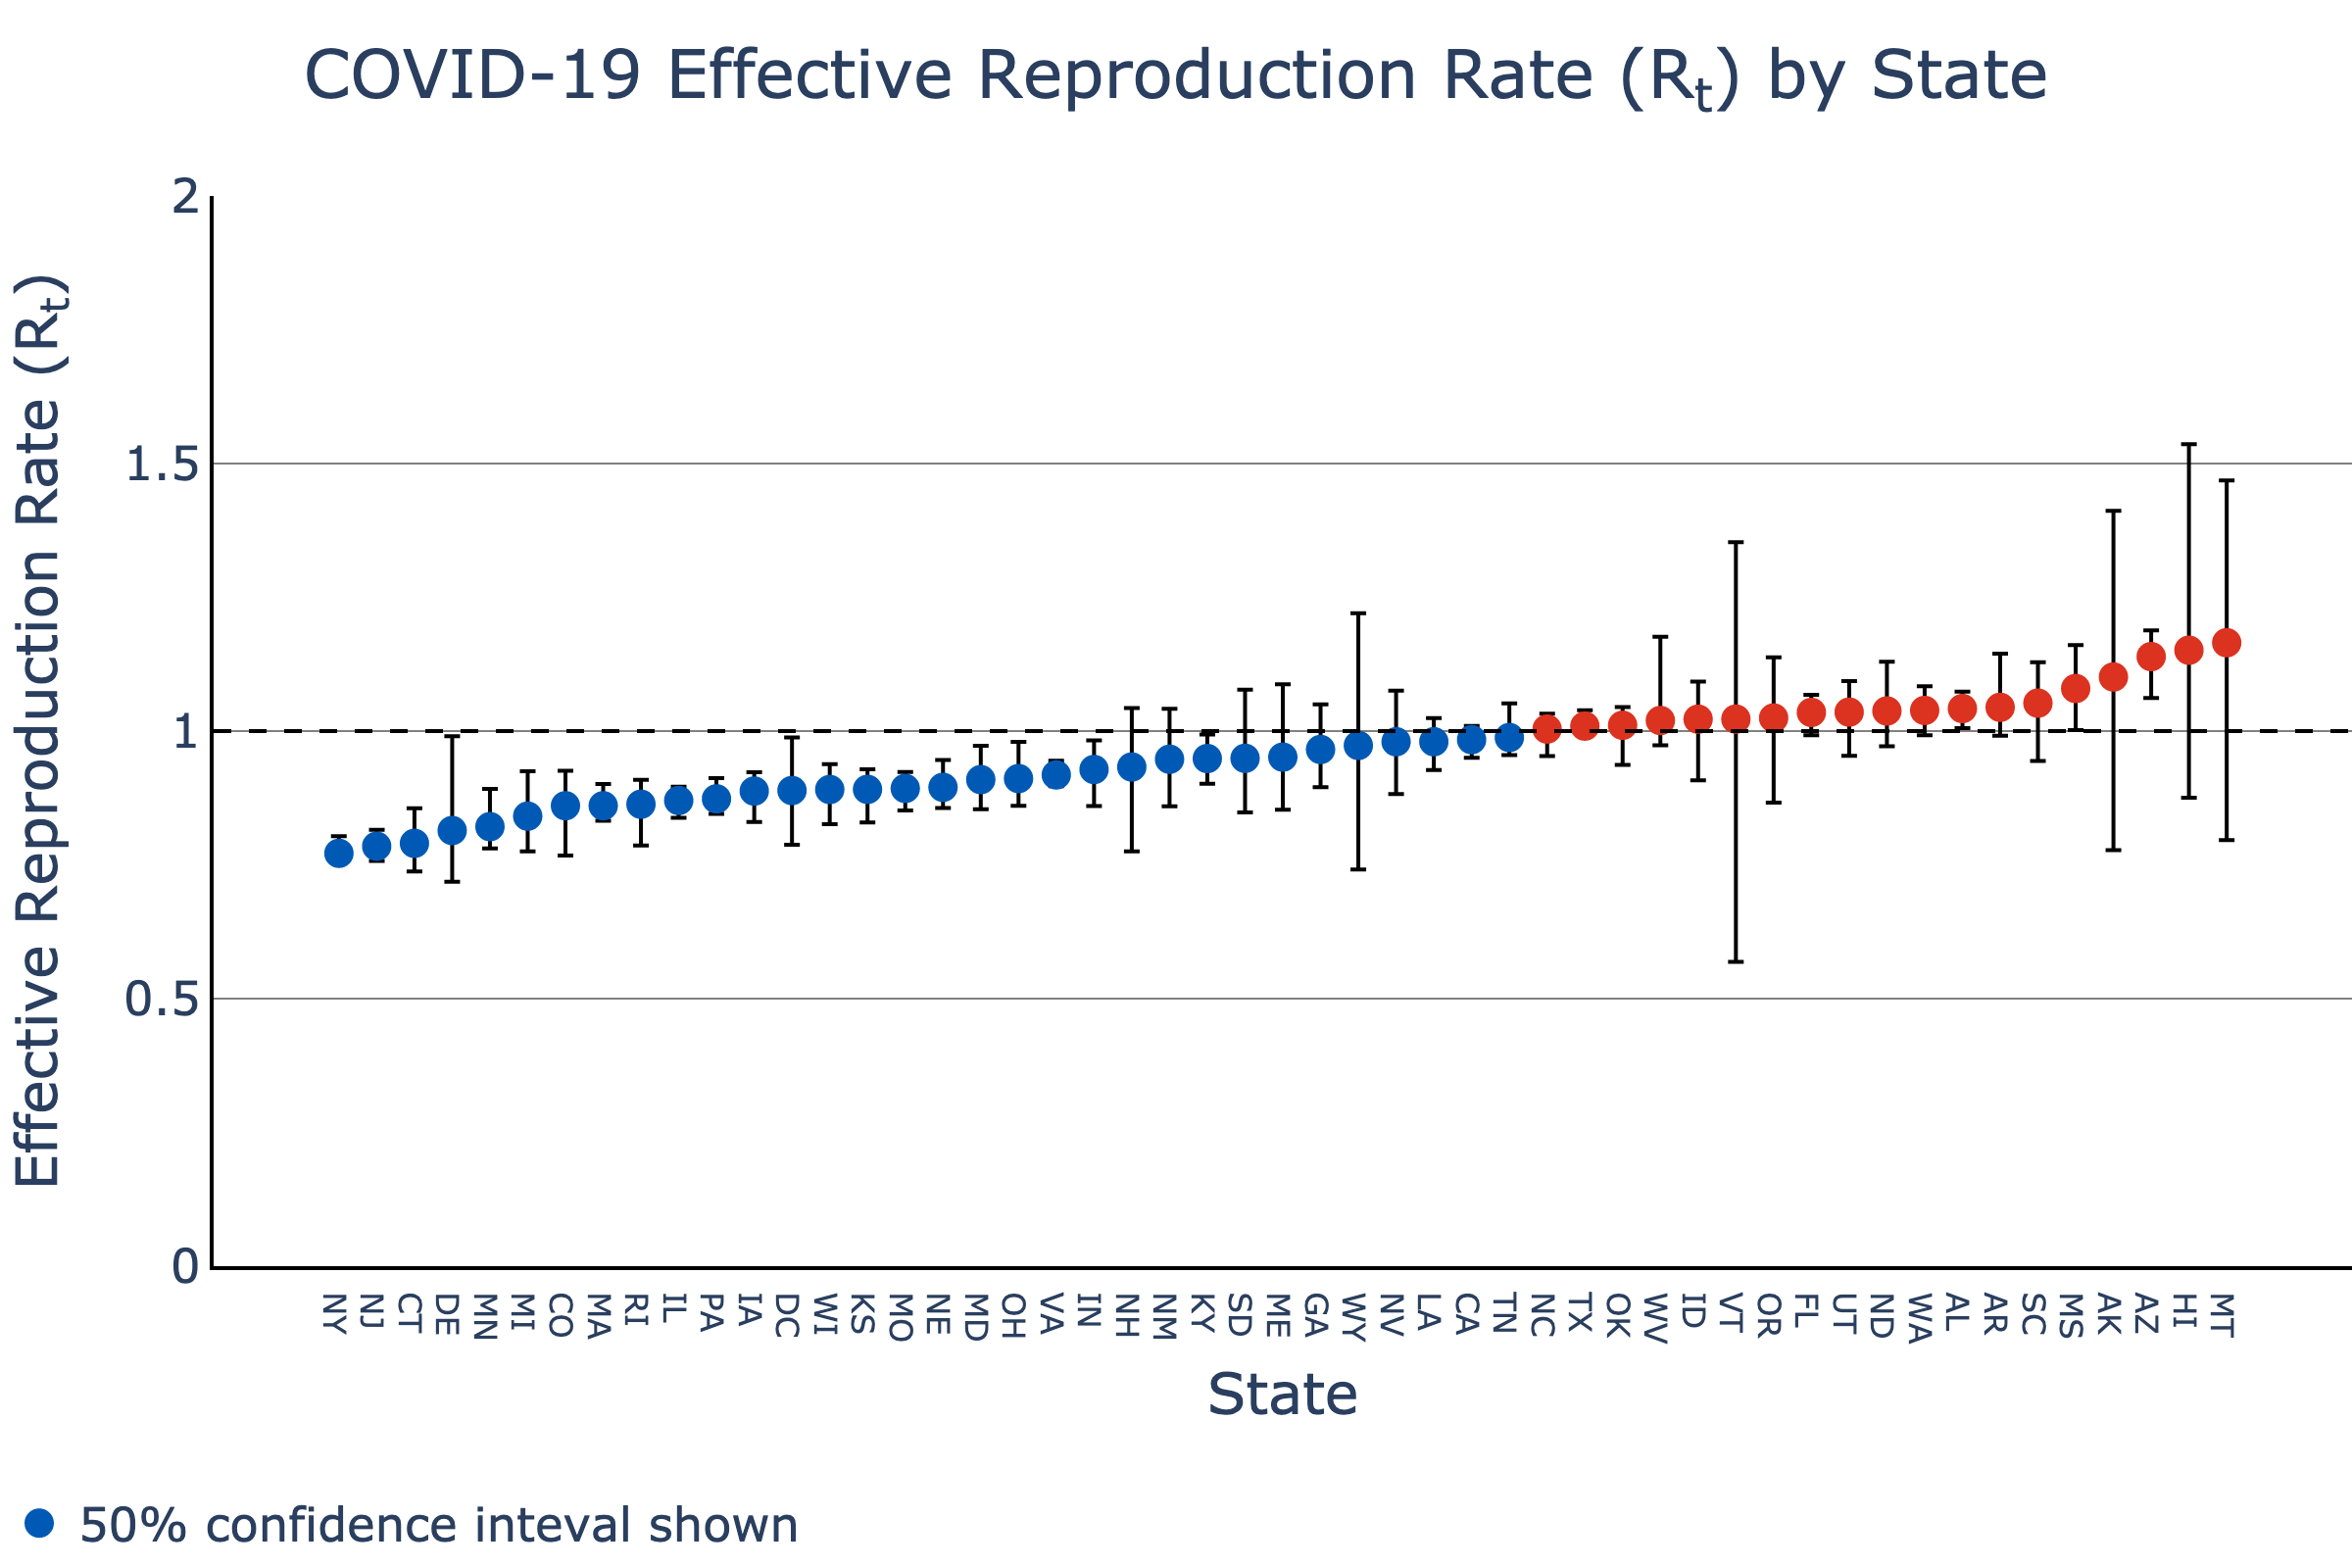 COVID-19 Effective Reproduction Rate (Rt) by State
Effective Reproduction Rate (Rt)
2
1.5
1
0.5
0
NY NJ CT DE MN MI CO MA RI IL PA IA DC WI KS MO NE MD OH VA IN NH NM KY SD ME GA WY NV LA CA TN NC TX OK WV ID VT OR FL UT ND WA AL AR SC MS AK AZ HI MT
State
50% confidence inteval shown